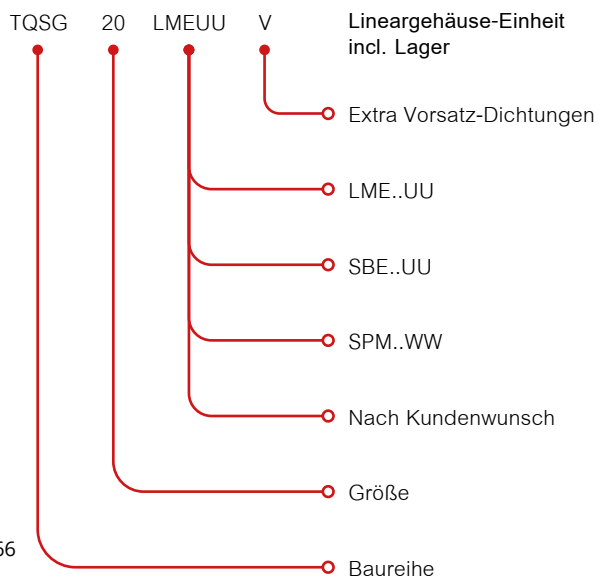 TQSG 20 LMEUU V
Lineargehäuse-Einheit
incl. Lager
Extra Vorsatz-Dichtungen
LME..UU
SBE..UU
SPM..WW
Nach Kundenwunsch
Größe
Baureihe